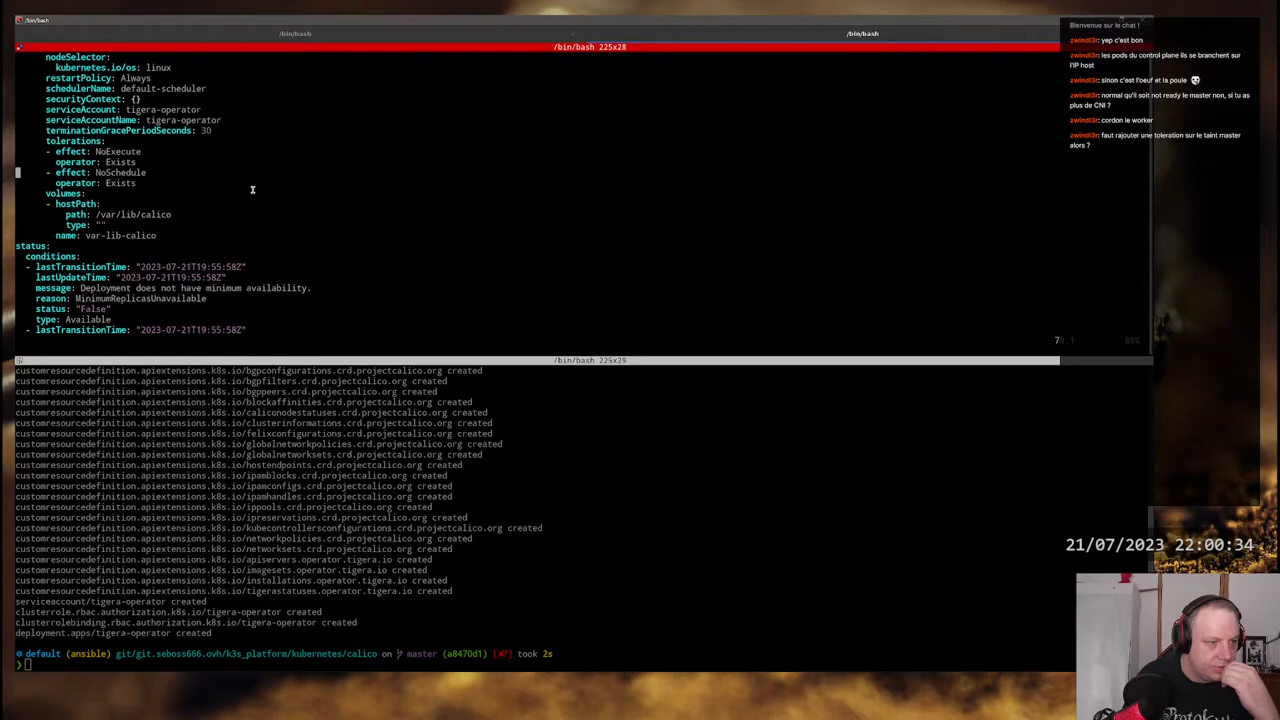 /bin/bash
/bin/bash
/bin/bash
/bin/bash 225x28
nodeSelector:
kubernetes.io/os: linux
restartPolicy: Always
schedulerName: default-scheduler
securityContext: {}
serviceAccount: tigera-operator
serviceAccountName: tigera-operator
terminationGracePeriodSeconds: 30
tolerations:
- effect: NoExecute
operator: Exists
- effect: NoSchedule
operator: Exists
volumes:
- hostPath:
path: /var/lib/calico
type: ""
name: var-lib-calico
status:
conditions:
- lastTransitionTime: "2023-07-21T19:55:58Z"
lastUpdateTime: "2023-07-21T19:55:58Z"
message: Deployment does not have minimum availability.
reason: MinimumReplicasUnavailable
status: "False"
type: Available
- lastTransitionTime: "2023-07-21T19:55:58Z"
78.1 88%
/bin/bash 225x29
customresourcedefinition.apiextensions.k8s.io/bgpconfigurations.crd.projectcalico.org created
customresourcedefinition.apiextensions.k8s.io/bgpfilters.crd.projectcalico.org created
customresourcedefinition.apiextensions.k8s.io/bgppeers.crd.projectcalico.org created
customresourcedefinition.apiextensions.k8s.io/blockaffinities.crd.projectcalico.org created
customresourcedefinition.apiextensions.k8s.io/caliconodestatuses.crd.projectcalico.org created
customresourcedefinition.apiextensions.k8s.io/clusterinformations.crd.projectcalico.org created
customresourcedefinition.apiextensions.k8s.io/felixconfigurations.crd.projectcalico.org created
customresourcedefinition.apiextensions.k8s.io/globalnetworkpolicies.crd.projectcalico.org created
customresourcedefinition.apiextensions.k8s.io/globalnetworksets.crd.projectcalico.org created
customresourcedefinition.apiextensions.k8s.io/hostendpoints.crd.projectcalico.org created
customresourcedefinition.apiextensions.k8s.io/ipamblocks.crd.projectcalico.org created
customresourcedefinition.apiextensions.k8s.io/ipamconfigs.crd.projectcalico.org created
customresourcedefinition.apiextensions.k8s.io/ipamhandles.crd.projectcalico.org created
customresourcedefinition.apiextensions.k8s.io/ippools.crd.projectcalico.org created
customresourcedefinition.apiextensions.k8s.io/ipreservations.crd.projectcalico.org created
customresourcedefinition.apiextensions.k8s.io/kubecontrollersconfigurations.crd.projectcalico.org created
customresourcedefinition.apiextensions.k8s.io/networkpolicies.crd.projectcalico.org created
customresourcedefinition.apiextensions.k8s.io/networksets.crd.projectcalico.org created
customresourcedefinition.apiextensions.k8s.io/apiservers.operator.tigera.io created
customresourcedefinition.apiextensions.k8s.io/imagesets.operator.tigera.io created
customresourcedefinition.apiextensions.k8s.io/installations.operator.tigera.io created
customresourcedefinition.apiextensions.k8s.io/tigerastatuses.operator.tigera.io created
serviceaccount/tigera-operator created
clusterrole.rbac.authorization.k8s.io/tigera-operator created
clusterrolebinding.rbac.authorization.k8s.io/tigera-operator created
deployment.apps/tigera-operator created
default (ansible) git/git.seboss666.ovh/k3s_platform/kubernetes/calico on master (a8470d1) took 2s
❯
Bienvenue sur le chat !
zwindl3r: yep c'est bon
zwindl3r: les pods du control plane ils se branchent sur
l'IP host
zwindl3r: sinon c'est l'oeuf et la poule
zwindl3r: normal qu'il soit not ready le master non, si tu as
plus de CNI ?
zwindl3r: cordon le worker
zwindl3r: faut rajouter une toleration sur le taint master
alors ?
21/07/2023 22:00:34